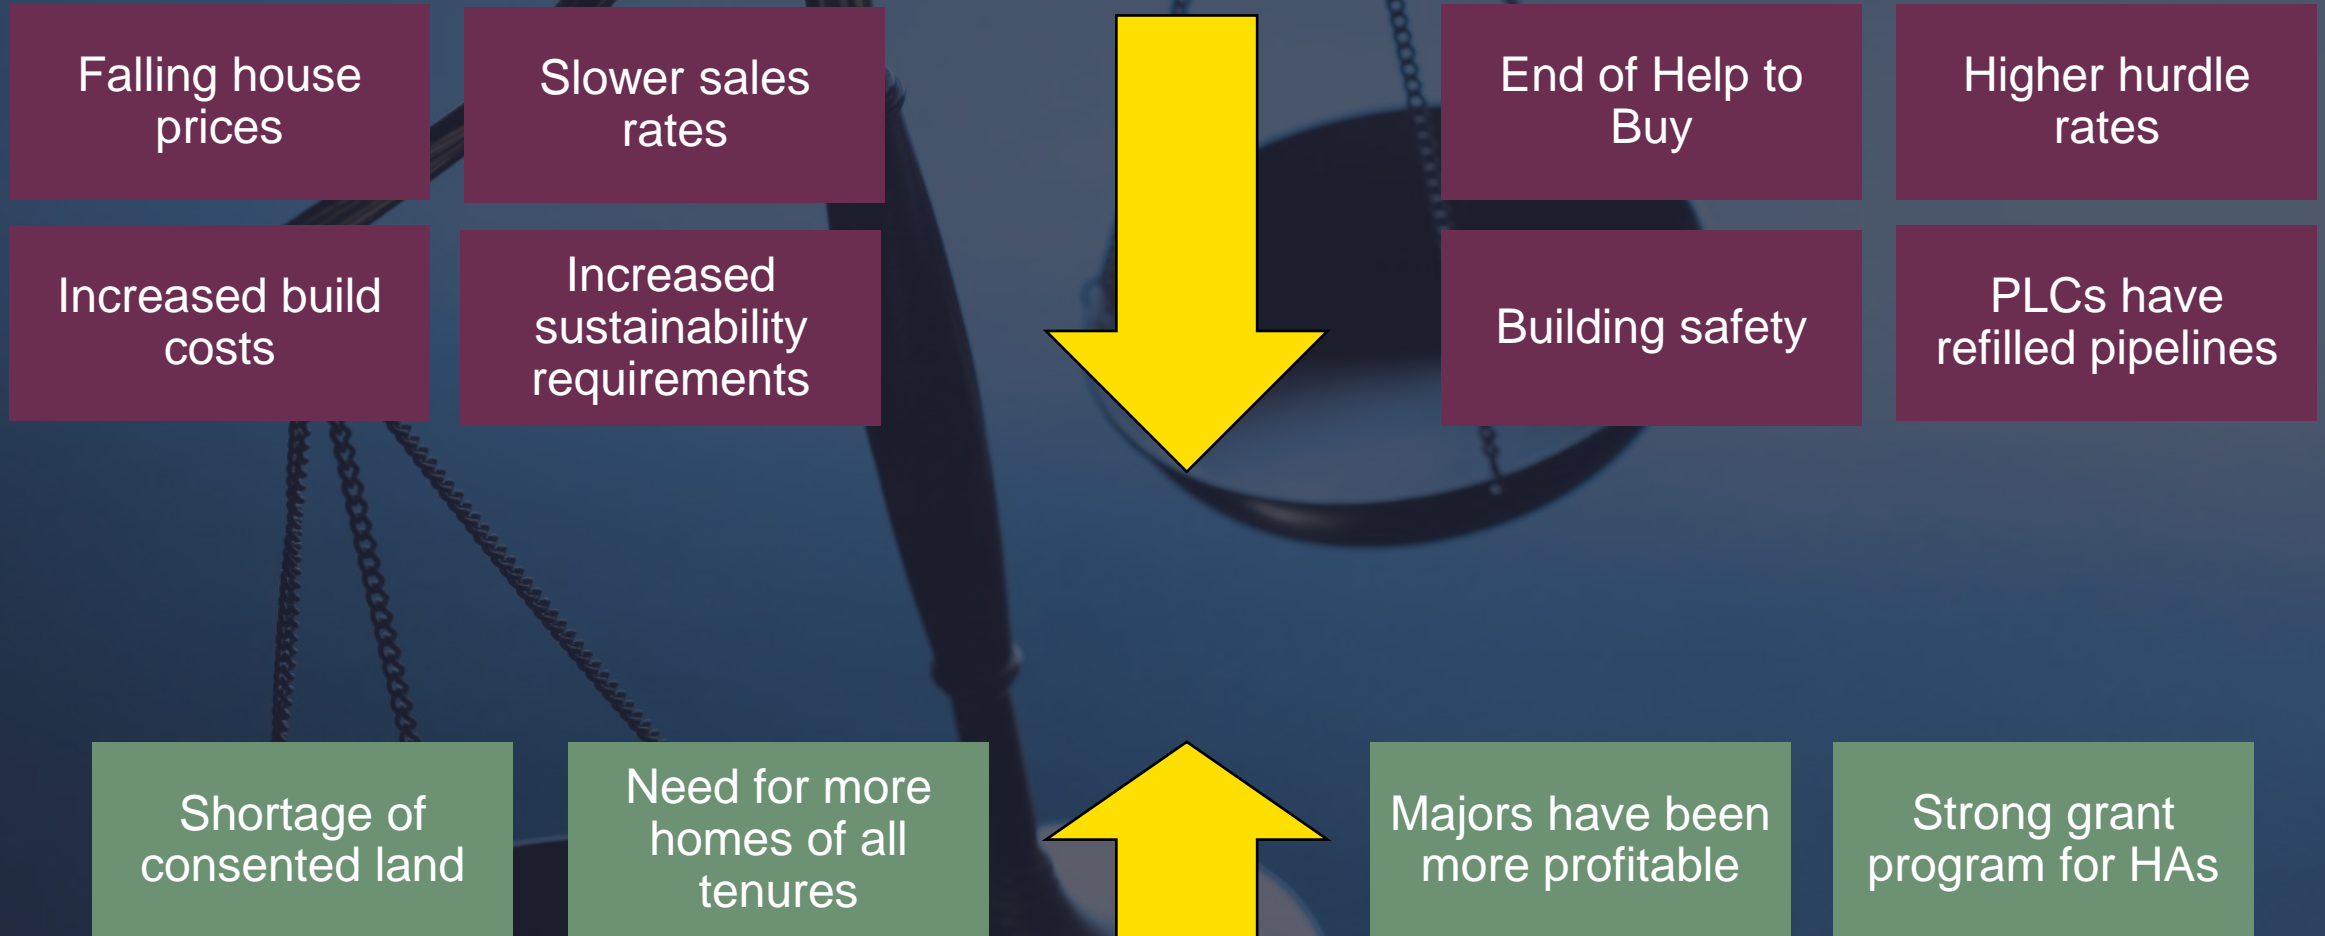 Falling house
prices
Slower sales
rates
End of Help to
Buy
Higher hurdle
rates
Increased build
costs
Increased
sustainability
requirements
Building safety
PLCs have
refilled pipelines
Shortage of
consented land
Need for more
homes of all
tenures
Majors have been
more profitable
Strong grant
program for HAs